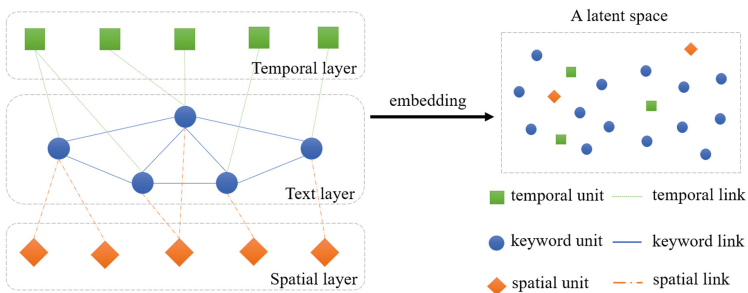 A latent space
Temporal layer
embedding
Text layer
temporal unit
temporal link
keyword unit
keyword link
Spatial layer
spatial unit
spatial link